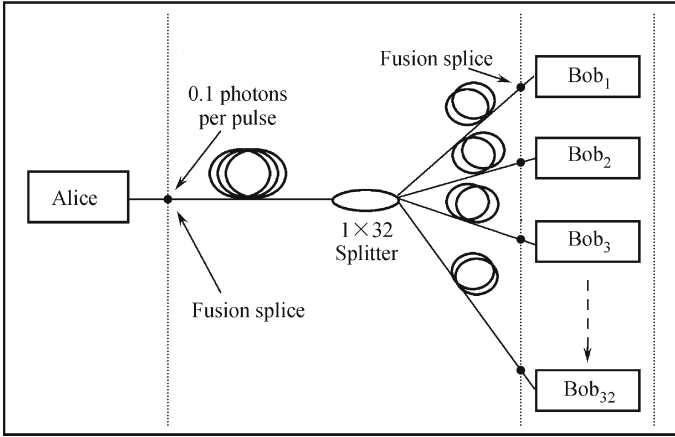 Fusion splice
Bob1
0.1 photons
per pulse
Bob2
Alice
1×32
Splitter
Bob3
Fusion splice
Bob32